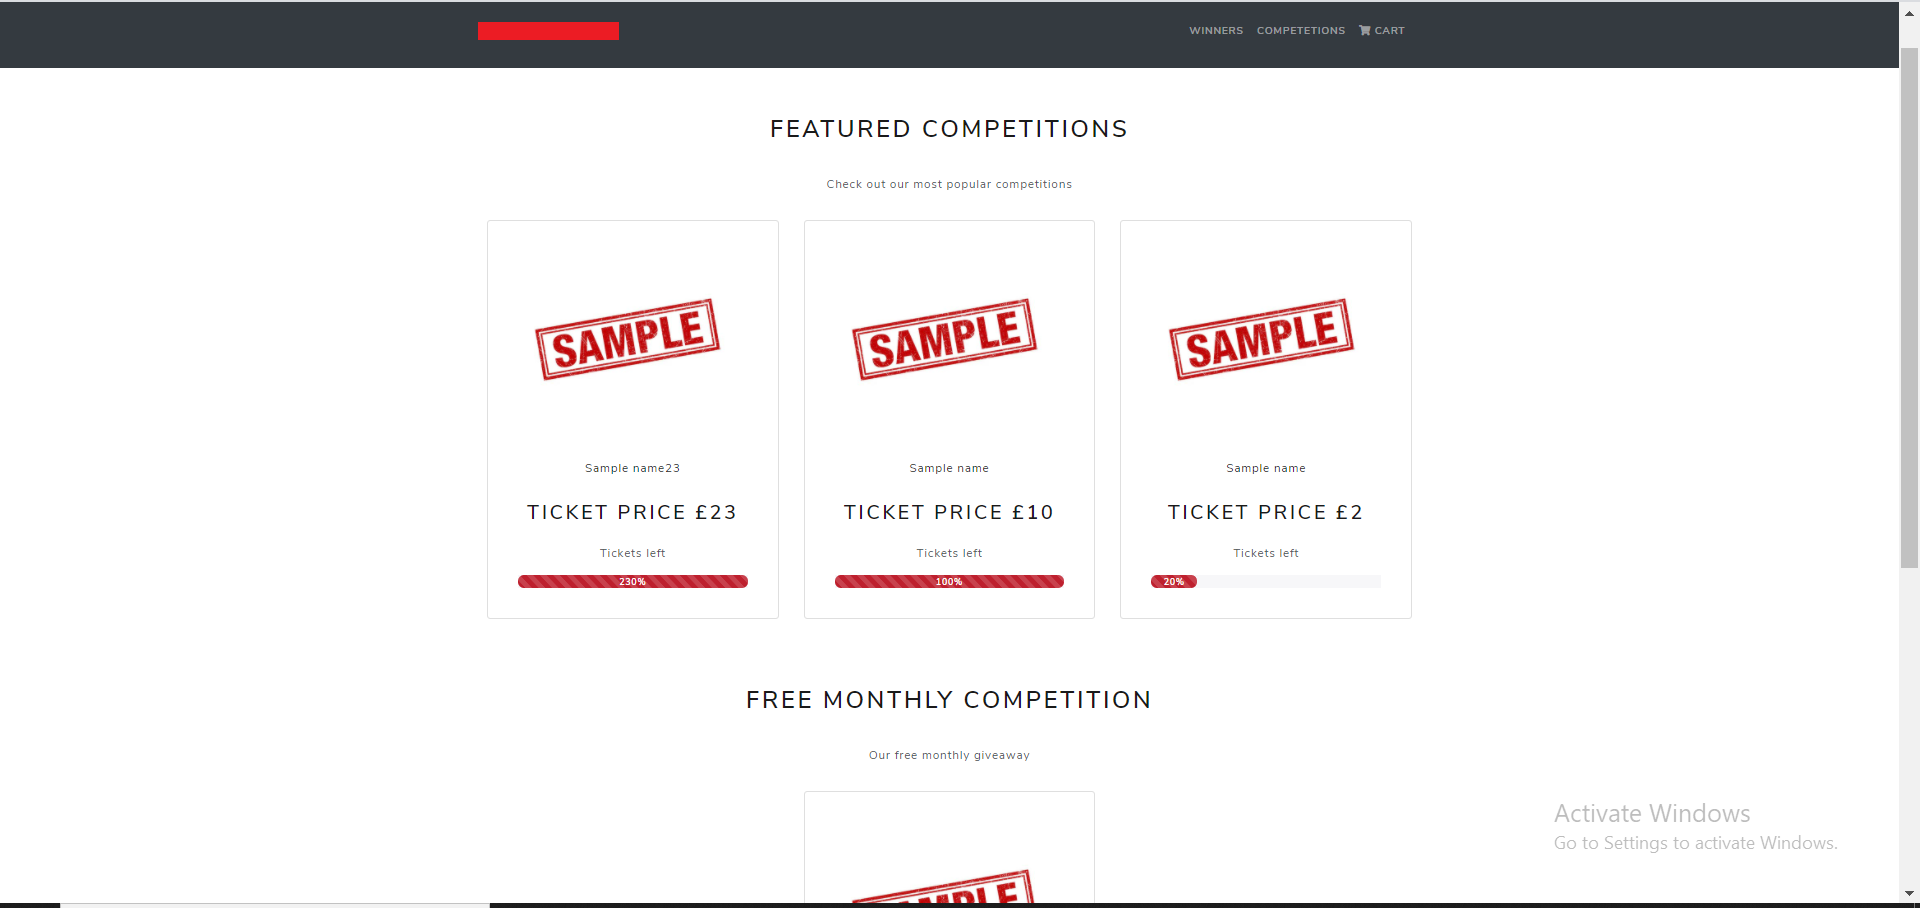 WINNERS COMPETETIONS CART
FEATURED COMPETITIONS
Check out our most popular competitions
SAMPLE SAMPLE SAMPLE
Sample name23 Sample name Sample name
TICKET PRICE £23 TICKET PRICE £10 TICKET PRICE £2
Tickets left Tickets left Tickets left
230% 100% 20%
FREE MONTHLY COMPETITION
Our free monthly giveaway
SAMPLE
Activate Windows
Go to Settings to activate Windows.